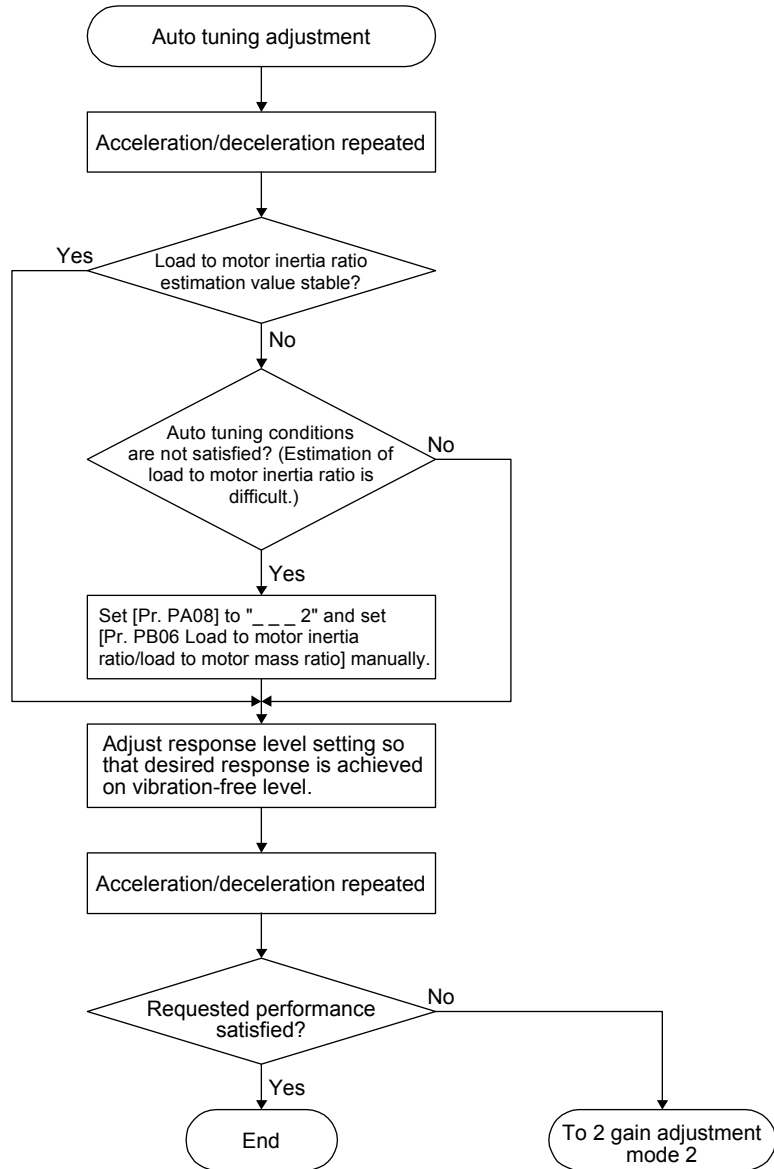 Auto tuning adjustment
Acceleration/deceleration repeated
Yes
Load to motor inertia ratio
estimation value stable?
No
Auto tuning conditions
are not satisfied? (Estimation of
load to motor inertia ratio is
difficult.)
No
Yes
Set [Pr. PA08] to "_ _ _ 2" and set
[Pr. PB06 Load to motor inertia
ratio/load to motor mass ratio] manually.
Adjust response level setting so
that desired response is achieved
on vibration-free level.
Acceleration/deceleration repeated
Requested performance
satisfied?
No
Yes
End
To 2 gain adjustment
mode 2